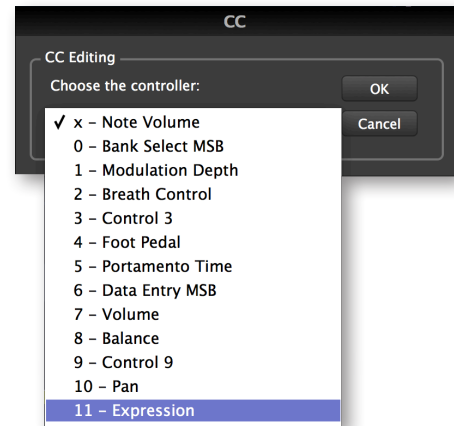 CC
CC Editing
Choose the controller:
OK
✓ x – Note Volume
Cancel
0 – Bank Select MSB
1 – Modulation Depth
2 – Breath Control
3 – Control 3
4 – Foot Pedal
5 – Portamento Time
6 – Data Entry MSB
7 – Volume
8 – Balance
9 – Control 9
10 – Pan
11 – Expression